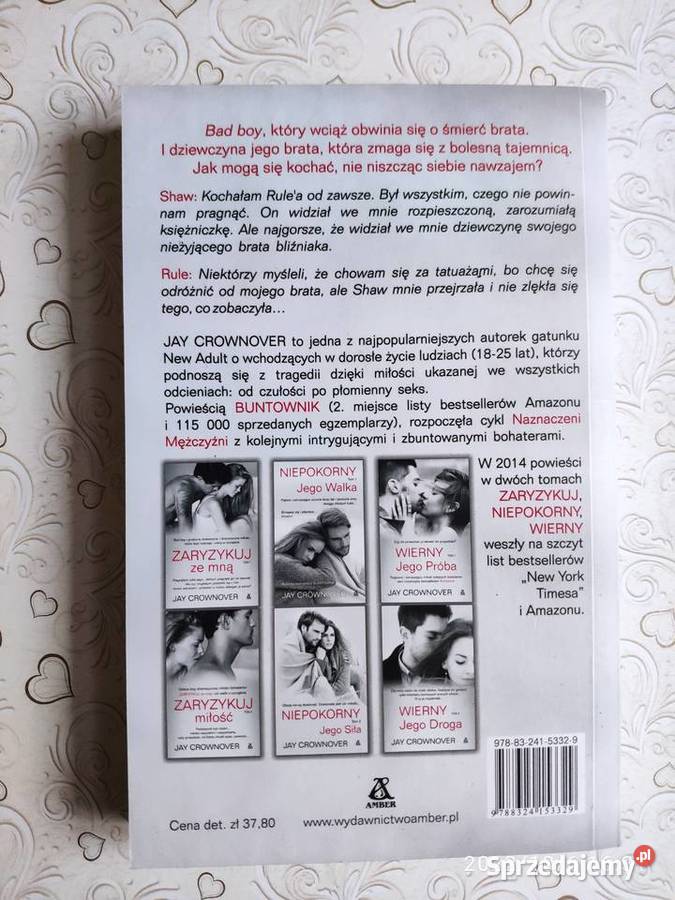 Bad boy, który wciąż obwinia się o śmierć brata.
I dziewczyna jego brata, która zmaga się z bolesną tajemnicą.
Jak mogą się kochać, nie niszcząc siebie nawzajem?
Shaw: Kochałam Rule'a od zawsze. Był wszystkim, czego nie powin-
nam pragnąć. On widział we mnie rozpieszczoną, zarozumiałą
księżniczkę. Ale najgorsze, że widział we mnie dziewczynę swojego
nieżyjącego brata bliźniaka.
Rule: Niektórzy myśleli, że chowam się za tatuażami, bo chcę się
odróżnić od mojego brata, ale Shaw mnie przejrzała i nie zlękła się
tego, co zobaczyła...
JAY CROWNOVER to jedna z najpopularniejszych autorek gatunku
New Adult o wchodzących w dorosłe życie ludziach (18-25 lat), którzy
podnoszą się z tragedii dzięki miłości ukazanej we wszystkich
odcieniach: od czułości po płomienny seks.
Powieścią BUNTOWNIK (2. miejsce listy bestsellerów Amazonu
i 115 000 sprzedanych egzemplarzy), rozpoczęła cykl Naznaczeni
Mężczyźni z kolejnymi intrygującymi i zbuntowanymi bohaterami.
W 2014 powieści
w dwóch tomach
ZARYZYKUJ,
NIEPOKORNY,
WIERNY
weszły na szczyt
list bestsellerów
„New York
Timesa”
i Amazonu.
ZARYZYKUJ
ze mną
JAY CROWNOVER
NIEPOKORNY
Jego Walka
JAY CROWNOVER
WIERNY
Jego Próba
JAY CROWNOVER
ZARYZYKUJ
miłość
JAY CROWNOVER
NIEPOKORNY
Jego Siła
JAY CROWNOVER
WIERNY
Jego Droga
JAY CROWNOVER
978-83-241-5332-9
9788324153329
AMBER
Cena det. zł 37,80
www.wydawnictwoamber.pl
Sprzedajemy.pl